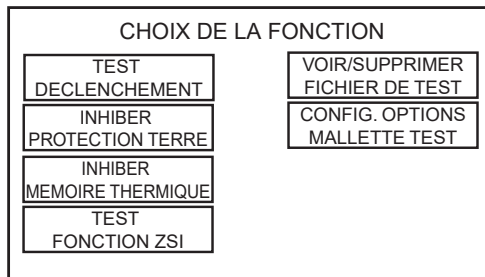 CHOIX DE LA FONCTION
TEST
DECLENCHEMENT
INHIBER
PROTECTION TERRE
INHIBER
MEMOIRE THERMIQUE
TEST
FONCTION ZSI
VOIR/SUPPRIMER
FICHIER DE TEST
CONFIG. OPTIONS
MALLETTE TEST